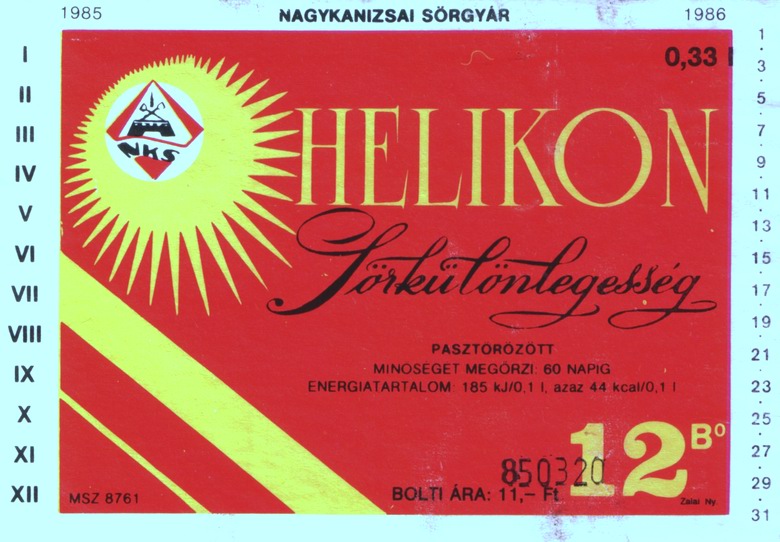 1985 NAGYKANIZSAI SÖRGYÁR 1986
I
II
III
IV
V
VI
VII
VIII
IX
X
XI
XII
0,33 l
NKS
HELIKON
Sörkülönlegesség
PASZTŐRÖZÖTT
MINŐSÉGET MEGŐRZI: 60 NAPIG
ENERGIATARTALOM: 185 kJ/0,1 l, azaz 44 kcal/0,1 l
12 Bº
850320
BOLTI ÁRA: 11,– Ft
MSZ 8761
Zalai Ny.
1
3
5
7
9
11
13
15
17
19
21
23
25
27
29
31